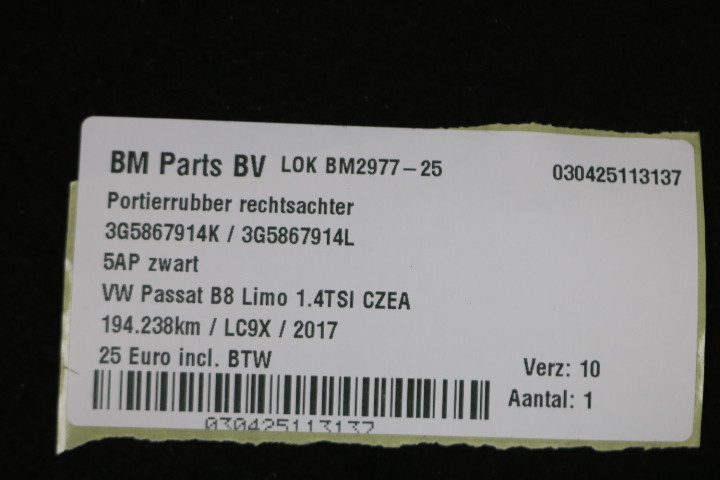 BM Parts BV LOK BM2977-25 030425113137
Portierrubber rechtsachter
3G5867914K / 3G5867914L
5AP zwart
VW Passat B8 Limo 1.4TSI CZEA
194.238km / LC9X / 2017
25 Euro incl. BTW Verz: 10
Aantal: 1
030425113137